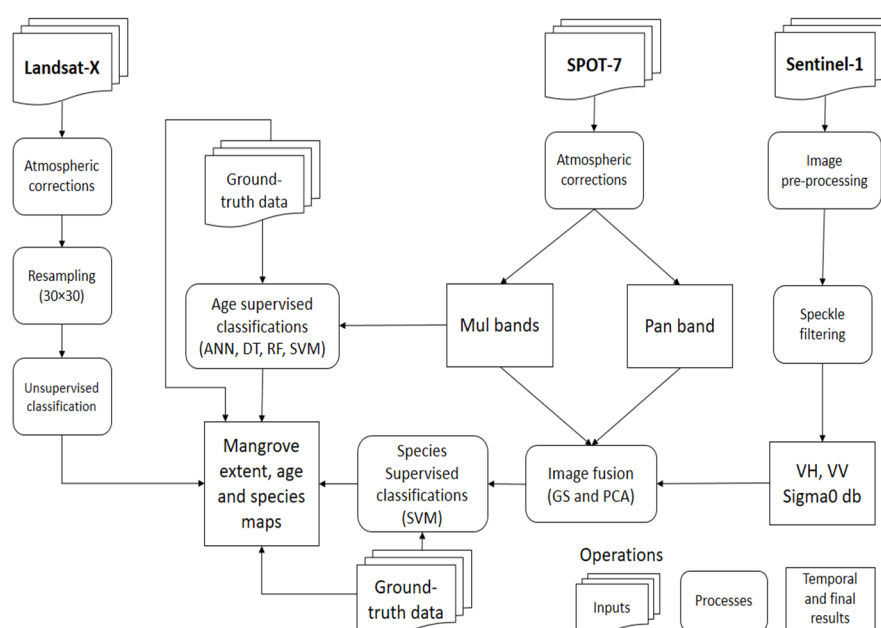 Landsat-X
SPOT-7
Sentinel-1
Atmospheric
corrections
Ground-
truth data
Atmospheric
corrections
Image
pre-processing
Resampling
(30×30)
Age supervised
classifications
(ANN, DT, RF, SVM)
Mul bands
Pan band
Speckle
filtering
Unsupervised
classification
Mangrove
extent, age
and species
maps
Species
Supervised
classifications
(SVM)
Image fusion
(GS and PCA)
VH, VV
Sigma0 db
Ground-
truth data
Operations
Inputs
Processes
Temporal
and final
results